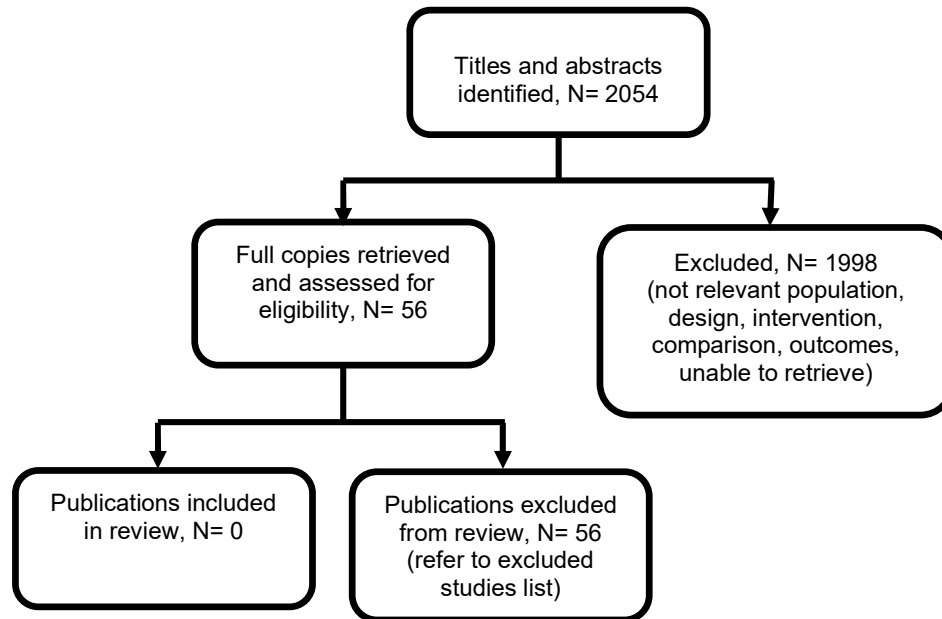 Titles and abstracts
identified, N= 2054
Full copies retrieved
and assessed for
eligibility, N= 56
Excluded, N= 1998
(not relevant population,
design, intervention,
comparison, outcomes,
unable to retrieve)
Publications included
in review, N= 0
Publications excluded
from review, N= 56
(refer to excluded
studies list)